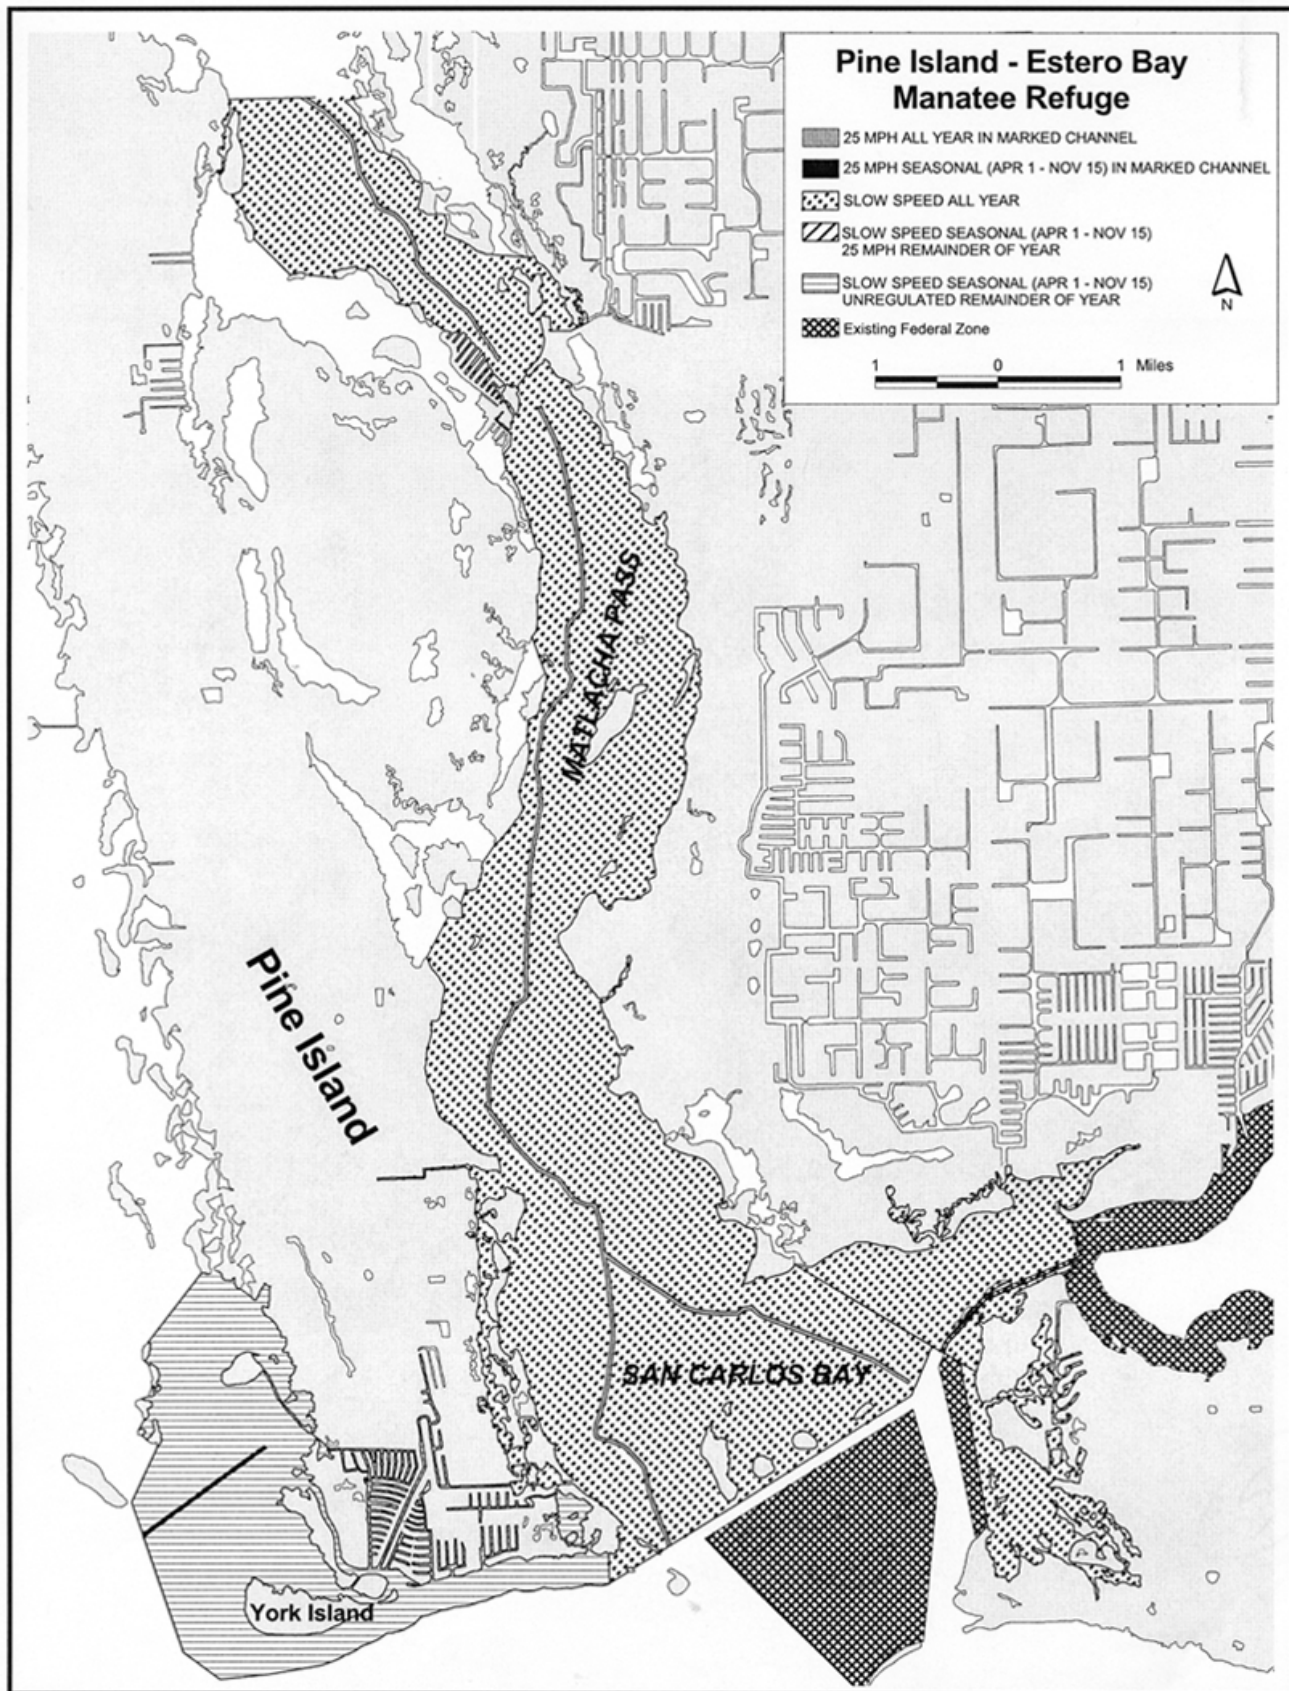 Pine Island - Estero Bay
Manatee Refuge
25 MPH ALL YEAR IN MARKED CHANNEL
25 MPH SEASONAL (APR 1 - NOV 15) IN MARKED CHANNEL
SLOW SPEED ALL YEAR
SLOW SPEED SEASONAL (APR 1 - NOV 15)
25 MPH REMAINDER OF YEAR
SLOW SPEED SEASONAL (APR 1 - NOV 15)
UNREGULATED REMAINDER OF YEAR
Existing Federal Zone
N
1 0 1 Miles
MATLACHA PASS
Pine Island
SAN CARLOS BAY
York Island